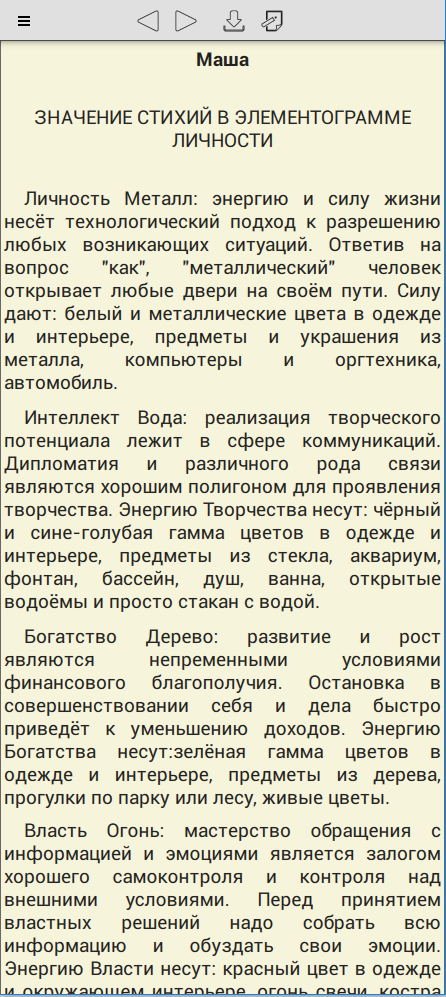 Маша
ЗНАЧЕНИЕ СТИХИЙ В ЭЛЕМЕНТОГРАММЕ
ЛИЧНОСТИ
Личность Металл: энергию и силу жизни
несёт технологический подход к разрешению
любых возникающих ситуаций. Ответив на
вопрос "как", "металлический" человек
открывает любые двери на своём пути. Силу
дают: белый и металлические цвета в одежде
и интерьере, предметы и украшения из
металла, компьютеры и оргтехника,
автомобиль.
Интеллект Вода: реализация творческого
потенциала лежит в сфере коммуникаций.
Дипломатия и различного рода связи
являются хорошим полигоном для проявления
творчества. Энергию Творчества несут: чёрный
и сине-голубая гамма цветов в одежде и
интерьере, предметы из стекла, аквариум,
фонтан, бассейн, душ, ванна, открытые
водоёмы и просто стакан с водой.
Богатство Дерево: развитие и рост
являются непременными условиями
финансового благополучия. Остановка в
совершенствовании себя и дела быстро
приведёт к уменьшению доходов. Энергию
Богатства несут:зелёная гамма цветов в
одежде и интерьере, предметы из дерева,
прогулки по парку или лесу, живые цветы.
Власть Огонь: мастерство обращения с
информацией и эмоциями является залогом
хорошего самоконтроля и контроля над
внешними условиями. Перед принятием
властных решений надо собрать всю
информацию и обуздать свои эмоции.
Энергию Власти несут: красный цвет в одежде
и окружающем интерьере, огонь свечи, костра